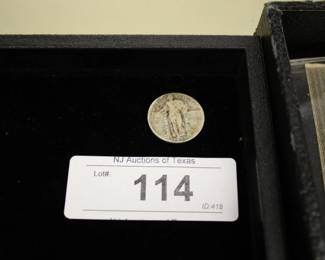 NJ Auctions of Texas
Lot#
114
ID:418